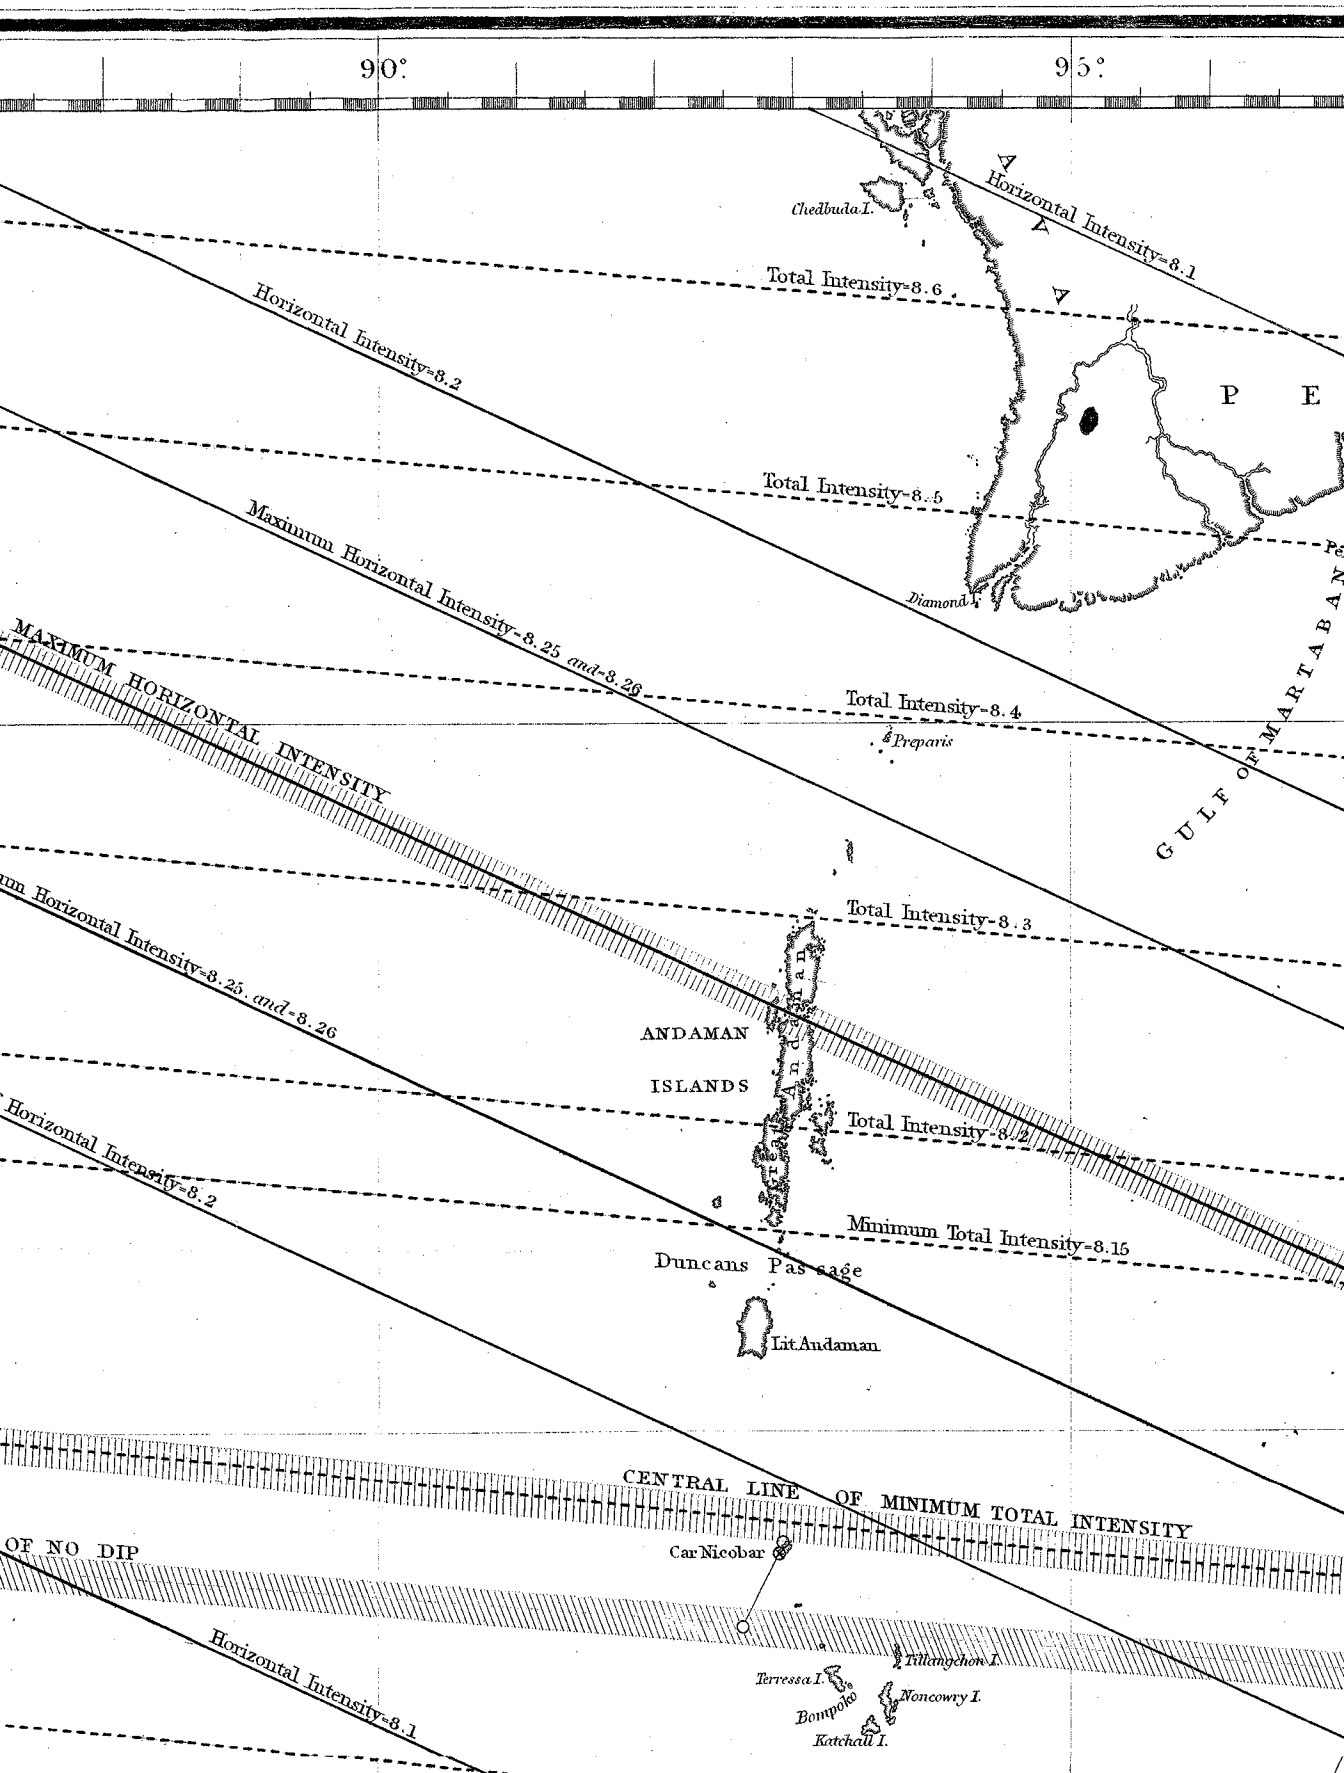 90°
95°
A
Horizontal Intensity=8.1
Chedbuda I.
V
Total Intensity=8.6
A
Horizontal Intensity=8.2
P E
Total Intensity=8.5
Maximum Horizontal Intensity=8.25 and=8.26
Diamond I.
MAXIMUM HORIZONTAL INTENSITY
Total Intensity=8.4
Preparis
GULF OF MARTABAN
Horizontal Intensity=8.25. and=8.26
Total Intensity=8.3
Great Andaman
ANDAMAN
ISLANDS
Horizontal Intensity=8.2
Total Intensity=8.2
Minimum Total Intensity=8.15
Duncans Passage
Lit. Andaman
CENTRAL LINE OF MINIMUM TOTAL INTENSITY
OF NO DIP
Car Nicobar
Horizontal Intensity=8.1
Tillangchon I.
Terressa I.
Bompoko
Noncowry I.
Katchall I.